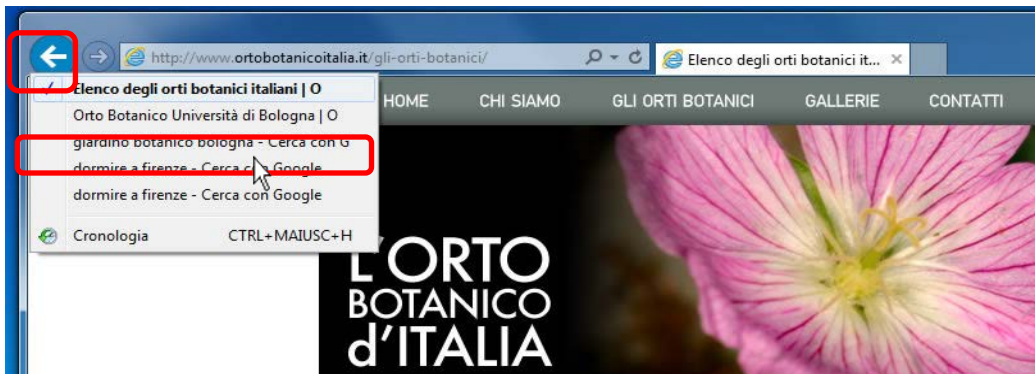 http://www.ortobotanicoitalia.it/gli-orti-botanici/
Elenco degli orti botanici it...
Elenco degli orti botanici italiani | O
Orto Botanico Università di Bologna | O
giardino botanico bologna - Cerca con G
dormire a firenze - Cerca con Google
dormire a firenze - Cerca con Google
Cronologia CTRL+MAIUSC+H
HOME CHI SIAMO GLI ORTI BOTANICI GALLERIE CONTATTI
L'ORTO
BOTANICO
d'ITALIA